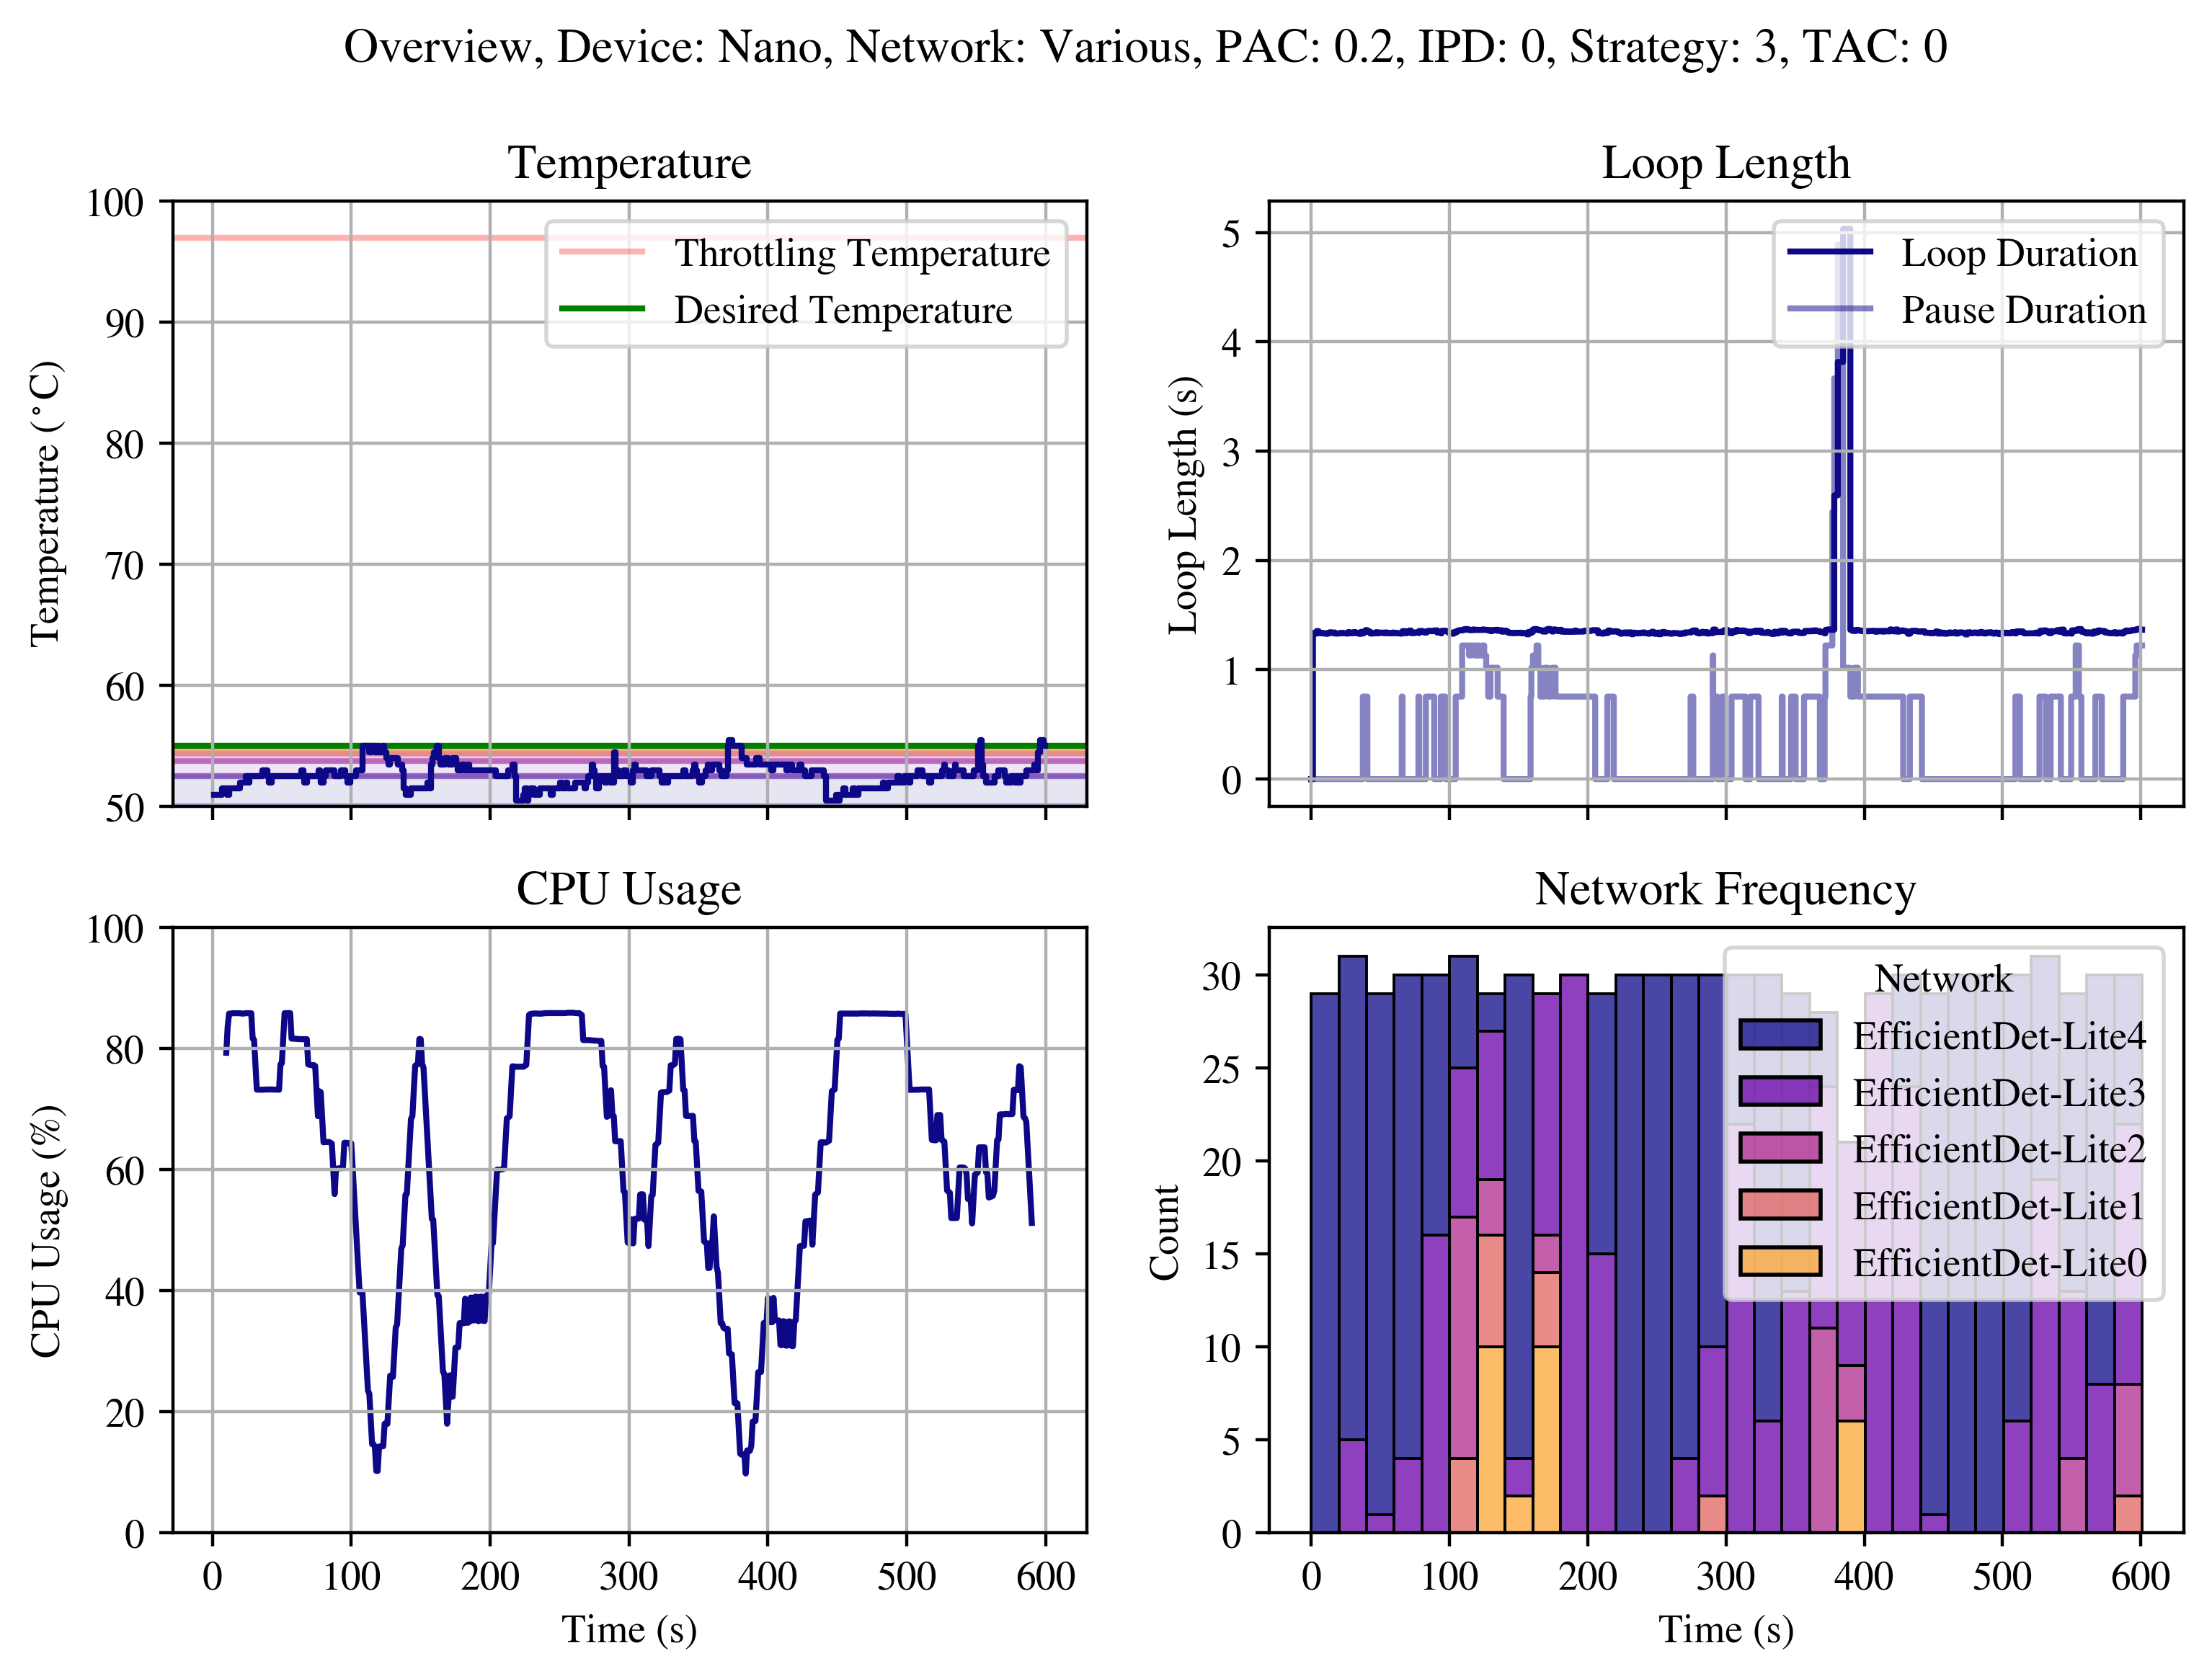 Overview, Device: Nano, Network: Various, PAC: 0.2, IPD: 0, Strategy: 3, TAC: 0
Temperature
Temperature (°C)
100
90
80
70
60
50
Throttling Temperature
Desired Temperature
Loop Length
Loop Length (s)
5
4
3
2
1
0
Loop Duration
Pause Duration
CPU Usage
CPU Usage (%)
100
80
60
40
20
0
0 100 200 300 400 500 600
Time (s)
Network Frequency
Count
30
25
20
15
10
5
0
Network
EfficientDet-Lite4
EfficientDet-Lite3
EfficientDet-Lite2
EfficientDet-Lite1
EfficientDet-Lite0
0 100 200 300 400 500 600
Time (s)